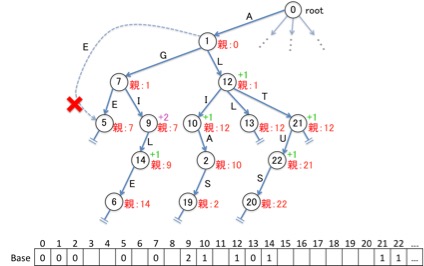 0 root
A
1 親:0
E
G
L
7 親:1
+1
12 親:1
E
I
I
L
T
5 親:7
+2
9 親:7
+1
10 親:12
13 親:12
+1
21 親:12
L
A
U
+1
14 親:9
2 親:10
+1
22 親:21
E
S
S
6 親:14
19 親:2
20 親:22
0 1 2 3 4 5 6 7 8 9 10 11 12 13 14 15 16 17 18 19 20 21 22 ...
Base 0 0 0 0 0 2 1 1 0 1 1 1 ...